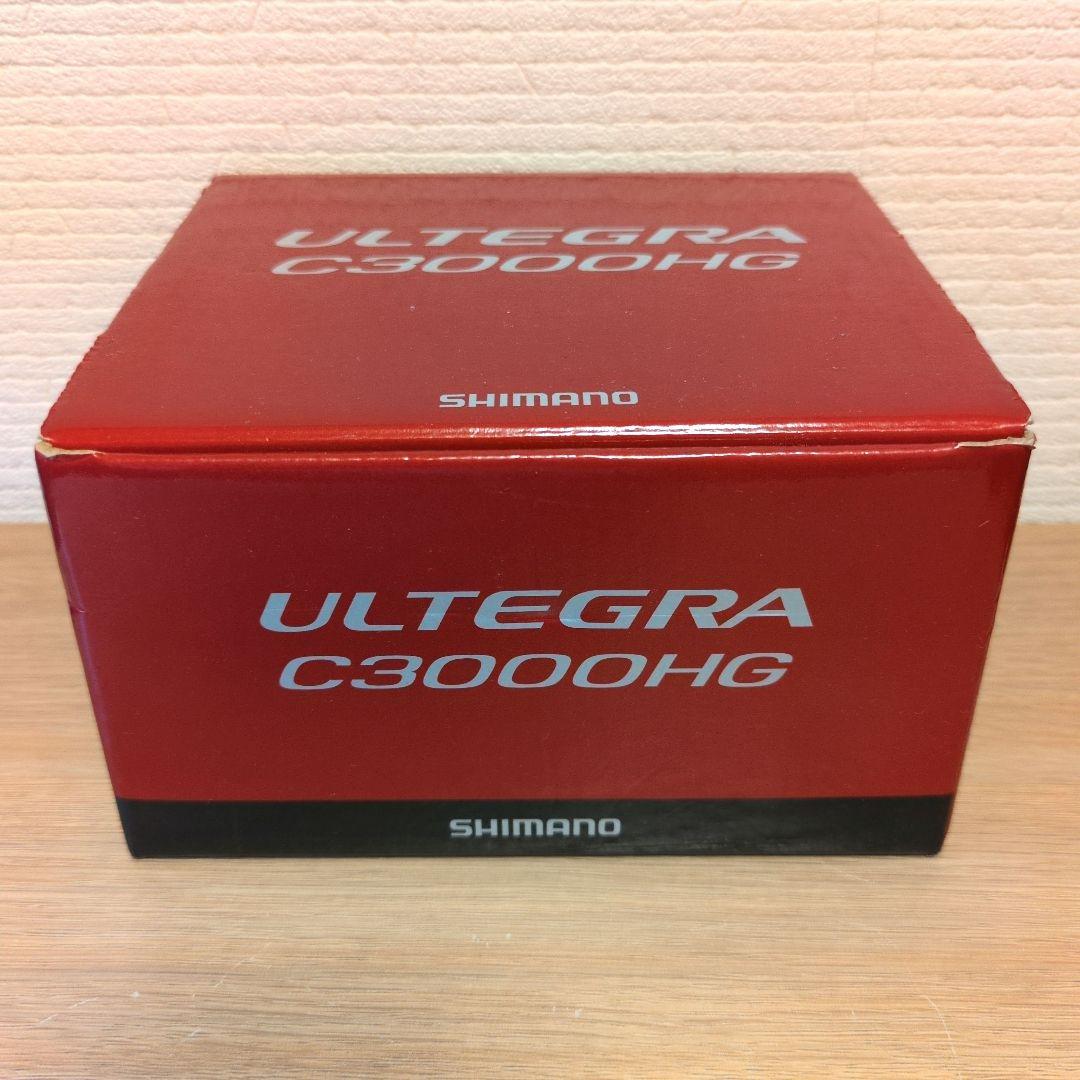 ULTEGRA
C3000HG
SHIMANO
ULTEGRA
C3000HG
SHIMANO